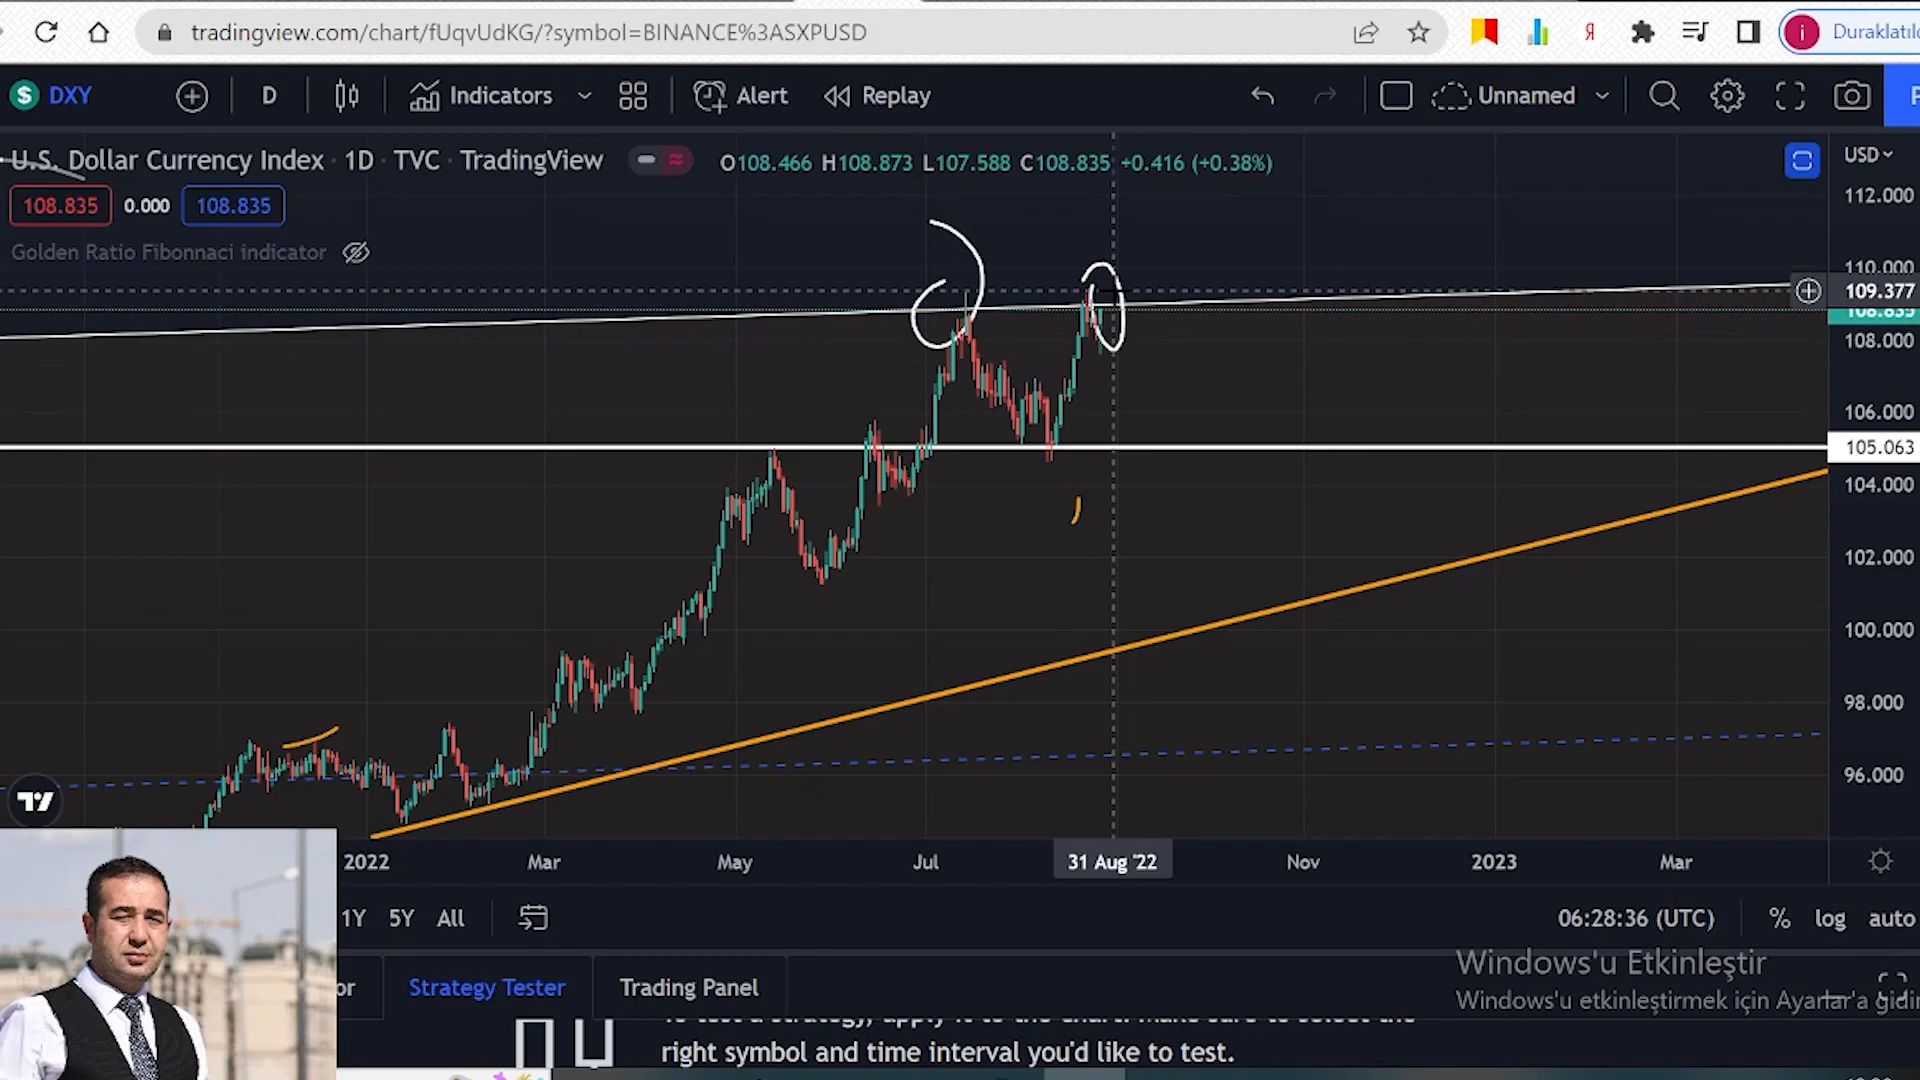 tradingview.com/chart/fUqvUdKG/?symbol=BINANCE%3ASXPUSD
Я
i
Duraklatıld
$ DXY
D
Indicators
Alert
Replay
Unnamed
U.S. Dollar Currency Index · 1D · TVC · TradingView
O108.466 H108.873 L107.588 C108.835 +0.416 (+0.38%)
USD
108.835 0.000 108.835
Golden Ratio Fibonnaci indicator
112.000
110.000
109.377
108.835
108.000
106.000
105.063
104.000
102.000
100.000
98.000
96.000
2022 Mar May Jul 31 Aug '22 Nov 2023 Mar
1Y 5Y All
06:28:36 (UTC) % log auto
or Strategy Tester Trading Panel
Windows'u Etkinleştir
Windows'u etkinleştirmek için Ayarlar'a gidin
right symbol and time interval you'd like to test.